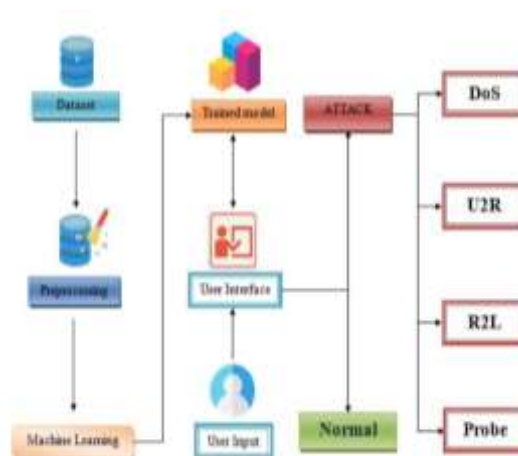 Dataset
Preprocessing
Machine Learning
Trained model
User Interface
User Input
ATTACK
Normal
DoS
U2R
R2L
Probe